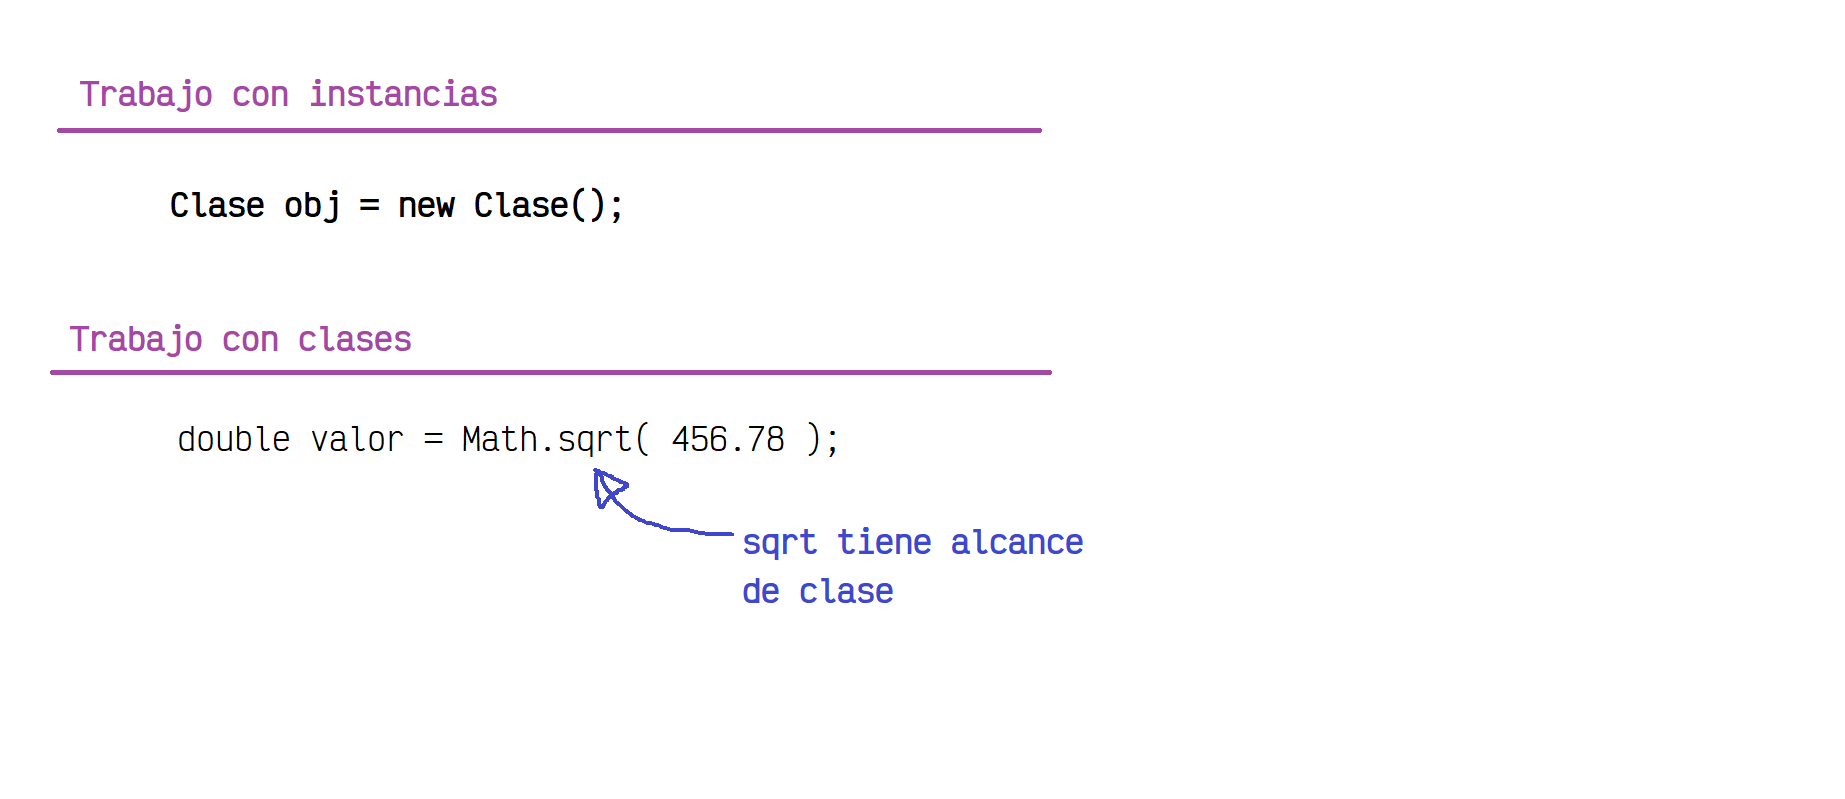 Trabajo con instancias
Clase obj = new Clase();
Trabajo con clases
double valor = Math.sqrt( 456.78 );
sqrt tiene alcance
de clase